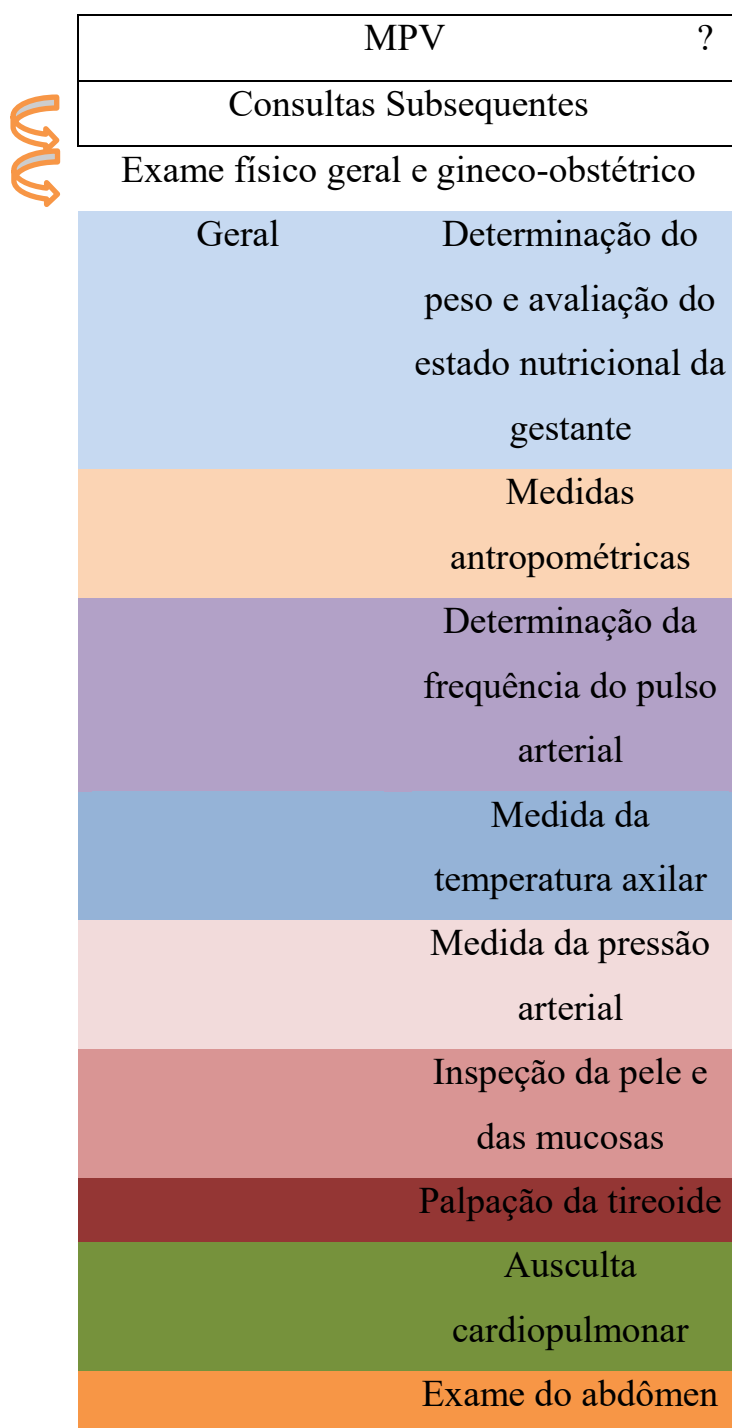 MPV ?
Consultas Subsequentes
Exame físico geral e gineco-obstétrico
Geral
Determinação do
peso e avaliação do
estado nutricional da
gestante
Medidas
antropométricas
Determinação da
frequência do pulso
arterial
Medida da
temperatura axilar
Medida da pressão
arterial
Inspeção da pele e
das mucosas
Palpação da tireoide
Ausculta
cardiopulmonar
Exame do abdômen